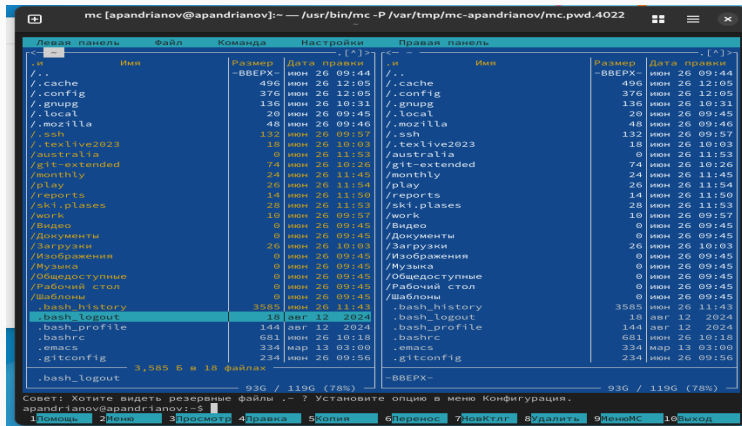 mc [apandrianov@apandrianov]:~ — /usr/bin/mc -P /var/tmp/mc-apandrianov/mc.pwd.4022
~
Левая панель Файл Команда Настройки Правая панель
<─ ~ ─ .[^]> <─ ~ ─ .[^]>
.и Имя Размер Дата правки .и Имя Размер Дата правки
/.. -ВВЕРХ- июн 26 09:44 /.. -ВВЕРХ- июн 26 09:44
/.cache 496 июн 26 12:05 /.cache 496 июн 26 12:05
/.config 376 июн 26 12:05 /.config 376 июн 26 12:05
/.gnupg 136 июн 26 10:31 /.gnupg 136 июн 26 10:31
/.local 20 июн 26 09:45 /.local 20 июн 26 09:45
/.mozilla 48 июн 26 09:46 /.mozilla 48 июн 26 09:46
/.ssh 132 июн 26 09:57 /.ssh 132 июн 26 09:57
/.texlive2023 18 июн 26 10:03 /.texlive2023 18 июн 26 10:03
/australia 0 июн 26 11:53 /australia 0 июн 26 11:53
/git-extended 74 июн 26 10:26 /git-extended 74 июн 26 10:26
/monthly 24 июн 26 11:45 /monthly 24 июн 26 11:45
/play 26 июн 26 11:54 /play 26 июн 26 11:54
/reports 14 июн 26 11:50 /reports 14 июн 26 11:50
/ski.plases 28 июн 26 11:53 /ski.plases 28 июн 26 11:53
/work 10 июн 26 09:57 /work 10 июн 26 09:57
/Видео 0 июн 26 09:45 /Видео 0 июн 26 09:45
/Документы 0 июн 26 09:45 /Документы 0 июн 26 09:45
/Загрузки 26 июн 26 10:03 /Загрузки 26 июн 26 10:03
/Изображения 0 июн 26 09:45 /Изображения 0 июн 26 09:45
/Музыка 0 июн 26 09:45 /Музыка 0 июн 26 09:45
/Общедоступные 0 июн 26 09:45 /Общедоступные 0 июн 26 09:45
/Рабочий стол 0 июн 26 09:45 /Рабочий стол 0 июн 26 09:45
/Шаблоны 0 июн 26 09:45 /Шаблоны 0 июн 26 09:45
.bash_history 3585 июн 26 11:43 .bash_history 3585 июн 26 11:43
.bash_logout 18 авг 12 2024 .bash_logout 18 авг 12 2024
.bash_profile 144 авг 12 2024 .bash_profile 144 авг 12 2024
.bashrc 681 июн 26 10:18 .bashrc 681 июн 26 10:18
.emacs 334 мар 13 03:00 .emacs 334 мар 13 03:00
.gitconfig 234 июн 26 09:56 .gitconfig 234 июн 26 09:56
3,585 Б в 18 файлах
.bash_logout -ВВЕРХ-
93G / 119G (78%) 93G / 119G (78%)
Совет: Хотите видеть резервные файлы .~ ? Установите опцию в меню Конфигурация.
apandrianov@apandrianov:~$
1Помощь 2Меню 3Просмотр 4Правка 5Копия 6Перенос 7НовКтлг 8Удалить 9МенюМС 10Выход